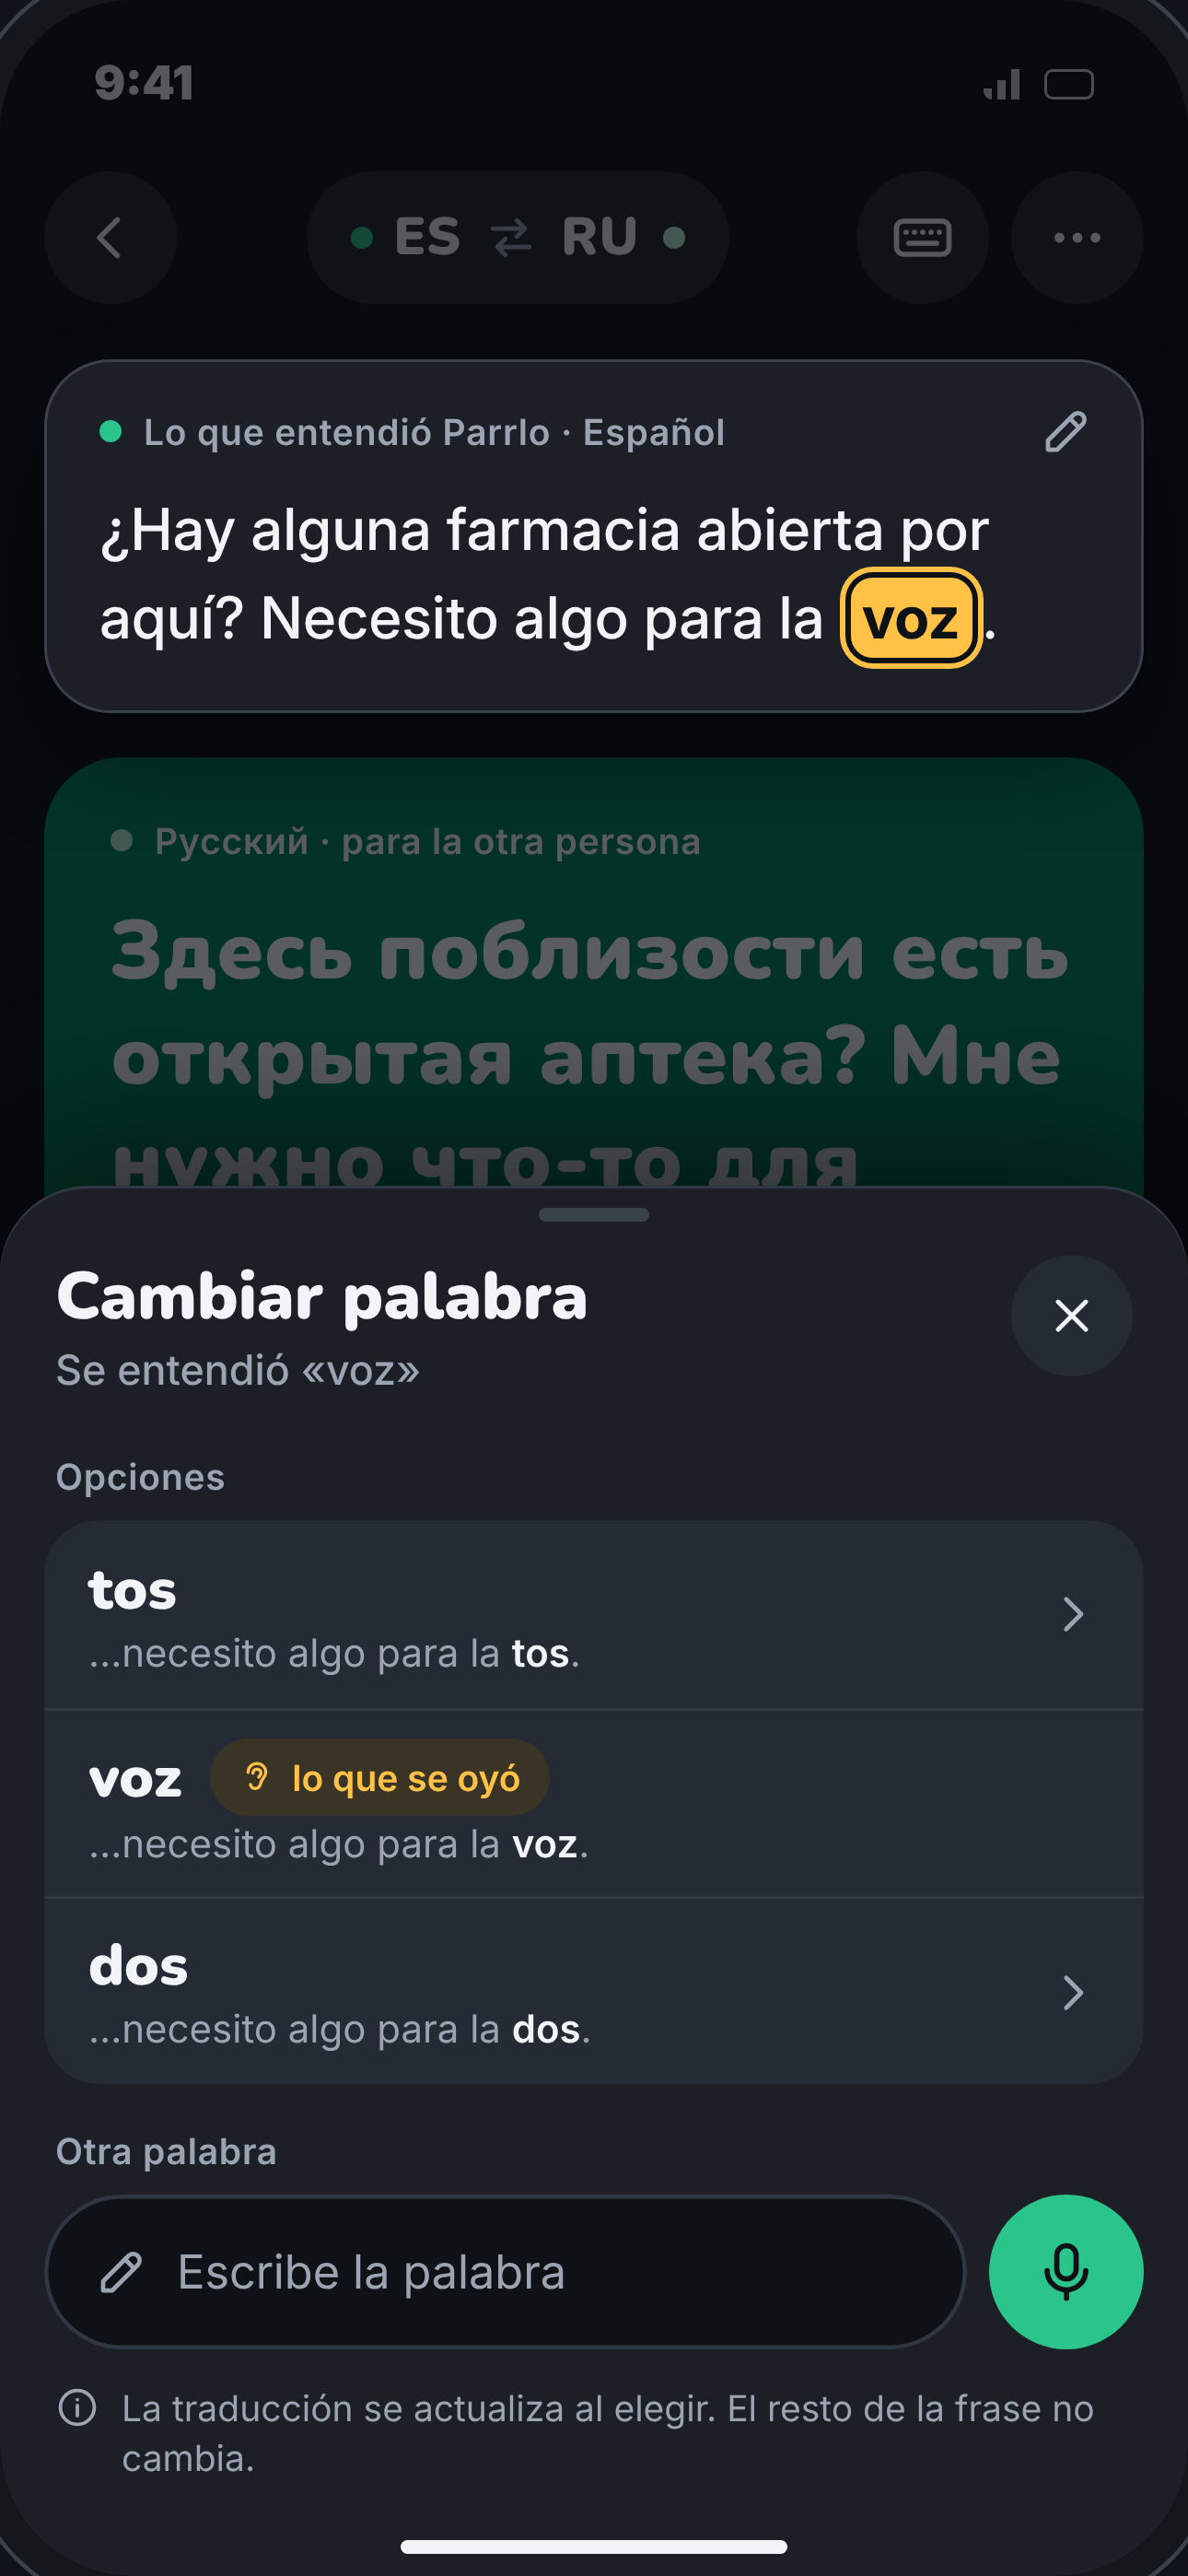 9:41
ES RU
Lo que entendió Parrlo · Español
¿Hay alguna farmacia abierta por
aquí? Necesito algo para la voz.
Русский · para la otra persona
Здесь поблизости есть
открытая аптека? Мне
нужно что-то для
Cambiar palabra
Se entendió «voz»
Opciones
tos
...necesito algo para la tos.
voz lo que se oyó
...necesito algo para la voz.
dos
...necesito algo para la dos.
Otra palabra
Escribe la palabra
La traducción se actualiza al elegir. El resto de la frase no
cambia.